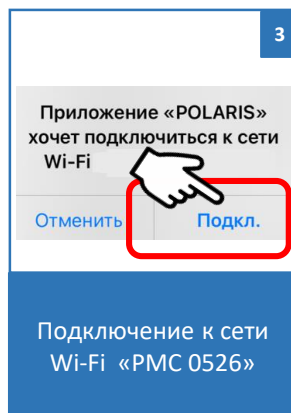 3
Приложение «POLARIS»
хочет подключиться к сети
Wi-Fi
Отменить Подкл.
Подключение к сети
Wi-Fi «PMC 0526»